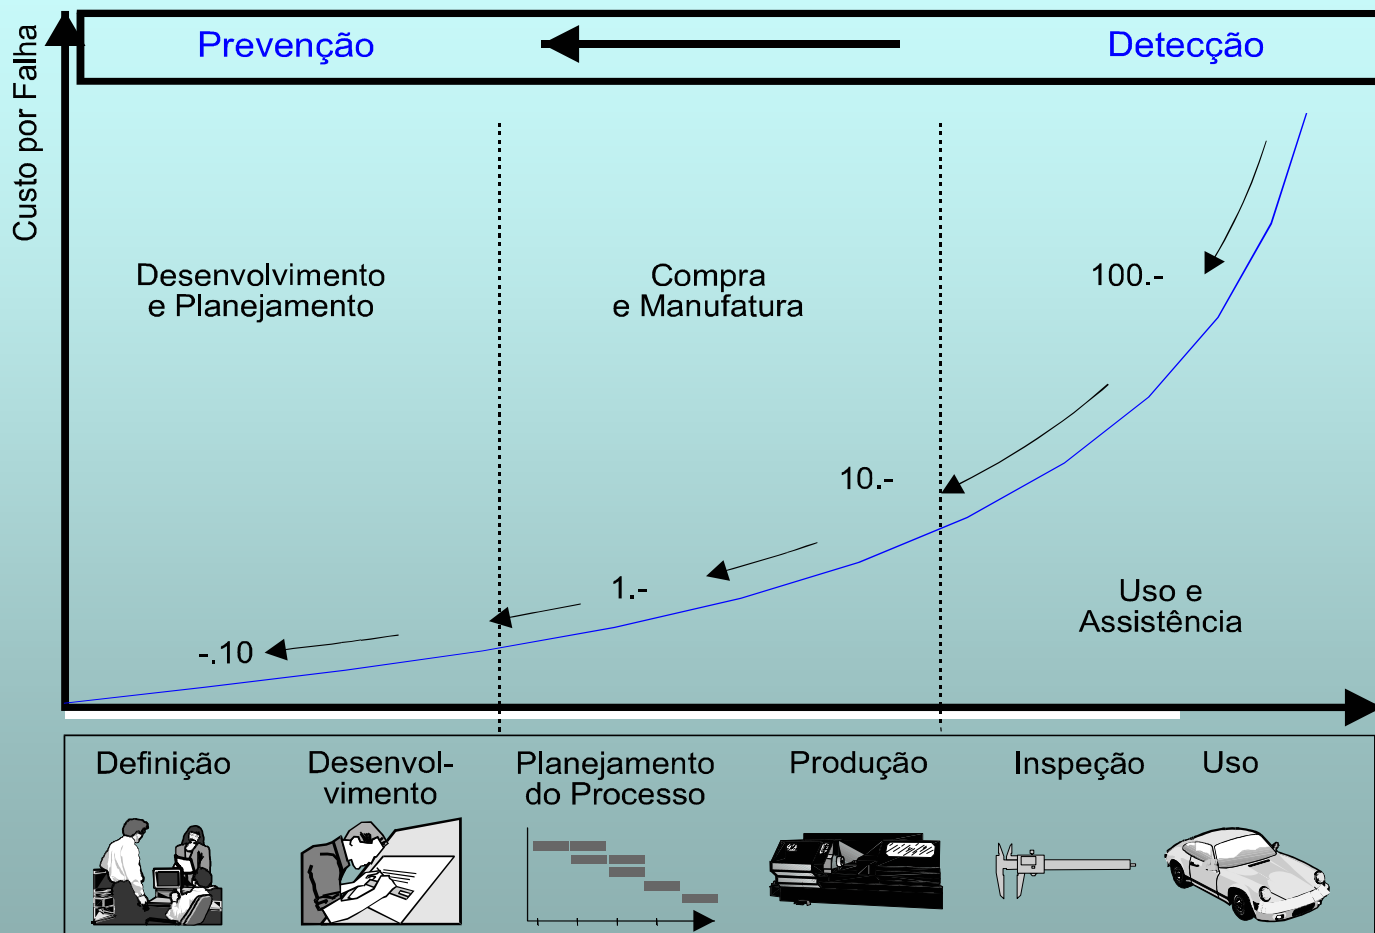 Prevenção
Detecção
Custo por Falha
Desenvolvimento
e Planejamento
Compra
e Manufatura
100.-
10.-
1.-
-.10
Uso e
Assistência
Definição
Desenvol-
vimento
Planejamento
do Processo
Produção
Inspeção
Uso